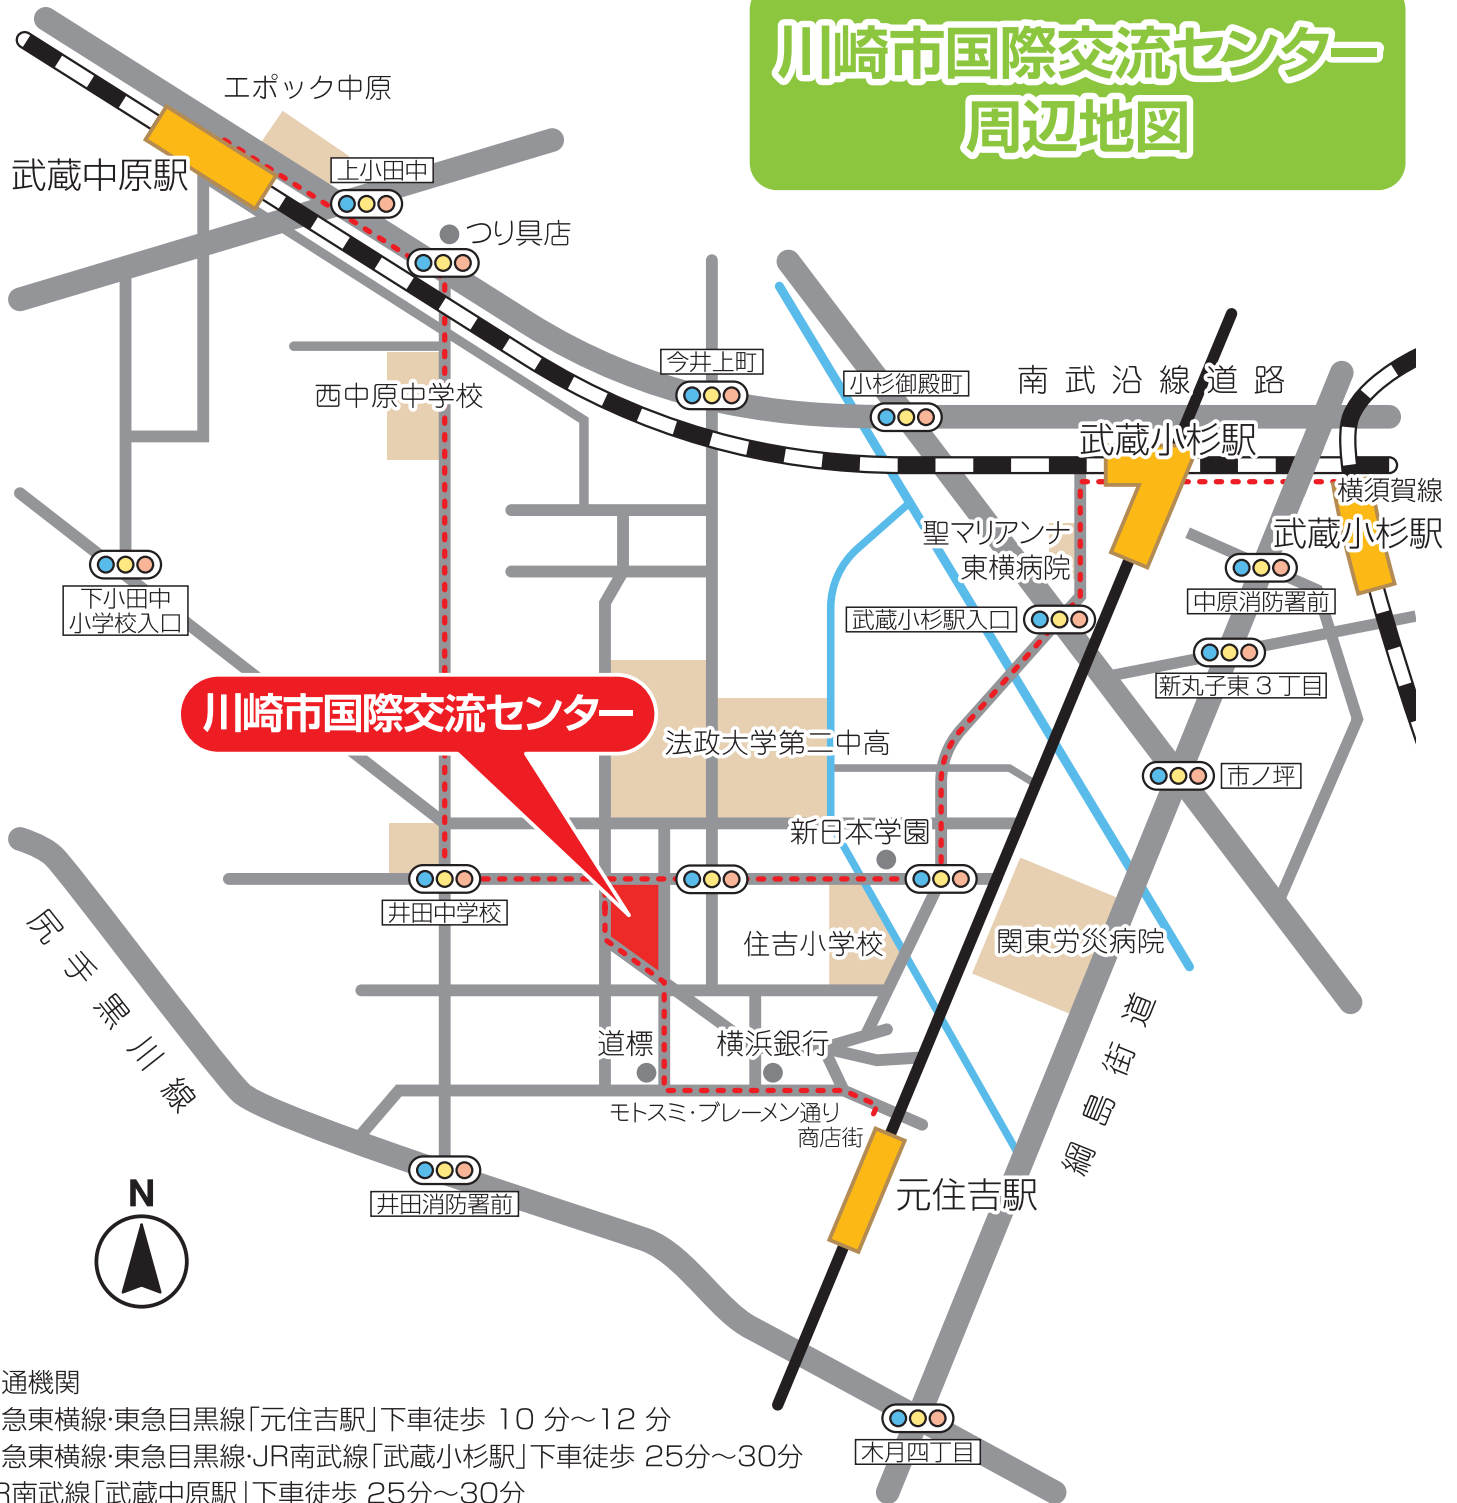 川崎市国際交流センター
周辺地図
エポック中原
武蔵中原駅
上小田中
つり具店
今井上町
小杉御殿町
南武沿線道路
西中原中学校
武蔵小杉駅
横須賀線
武蔵小杉駅
聖マリアンナ
東横病院
下小田中
小学校入口
武蔵小杉駅入口
中原消防署前
新丸子東3丁目
川崎市国際交流センター
法政大学第二中高
市ノ坪
新日本学園
井田中学校
住吉小学校
関東労災病院
尻手黒川線
道標
横浜銀行
綱島街道
モトスミ・ブレーメン通り
商店街
井田消防署前
元住吉駅
N
通機関
急東横線・東急目黒線「元住吉駅」下車徒歩 10 分～12 分
木月四丁目
急東横線・東急目黒線・JR南武線「武蔵小杉駅」下車徒歩 25分～30分
R南武線「武蔵中原駅」下車徒歩 25分～30分